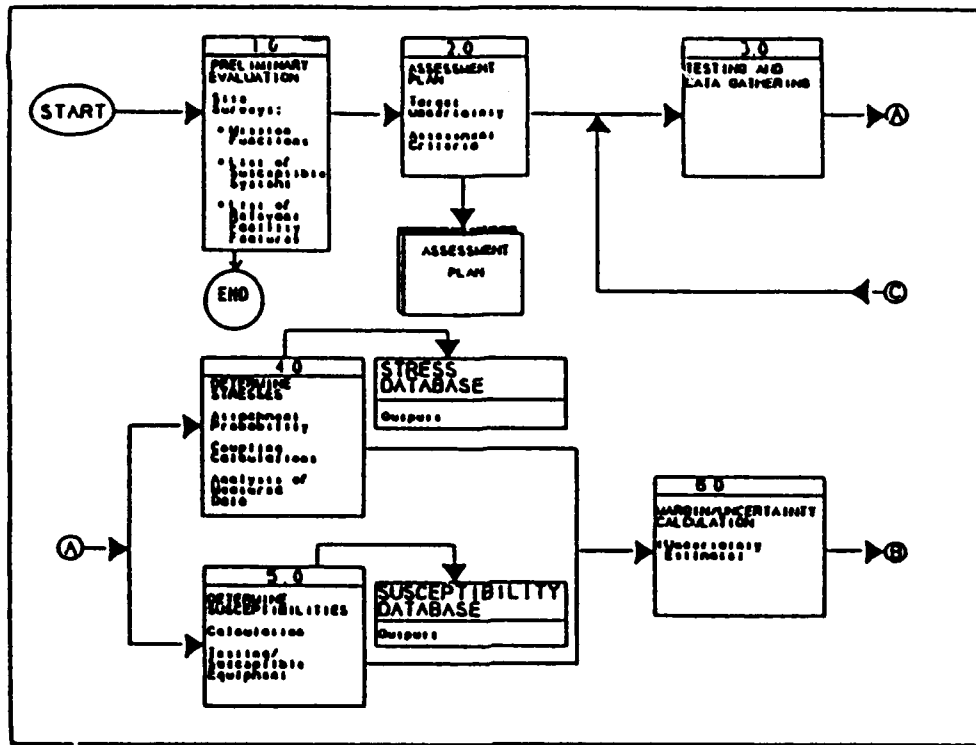 START
1.0
PRELIMINARY
EVALUATION
Site
Surveys:
• Mission
Functions
• List of
Susceptible
Systems
• List of
Relevant
Facility
Features
END
2.0
ASSESSMENT
PLAN
Target
Uncertainty
Assessment
Criteria
ASSESSMENT
PLAN
3.0
TESTING AND
DATA GATHERING
A
C
4.0
DETERMINE
STRESSES
Attachment
Probability
Coupling
Calculations
Analysis of
Measured
Data
STRESS
DATABASE
Output:
A
5.0
DETERMINE
SUSCEPTIBILITIES
Calculation
Testing/
Susceptible
Equipment
SUSCEPTIBILITY
DATABASE
Output:
6.0
MARGIN/UNCERTAINTY
CALCULATION
• Uncertainty
Estimates
B